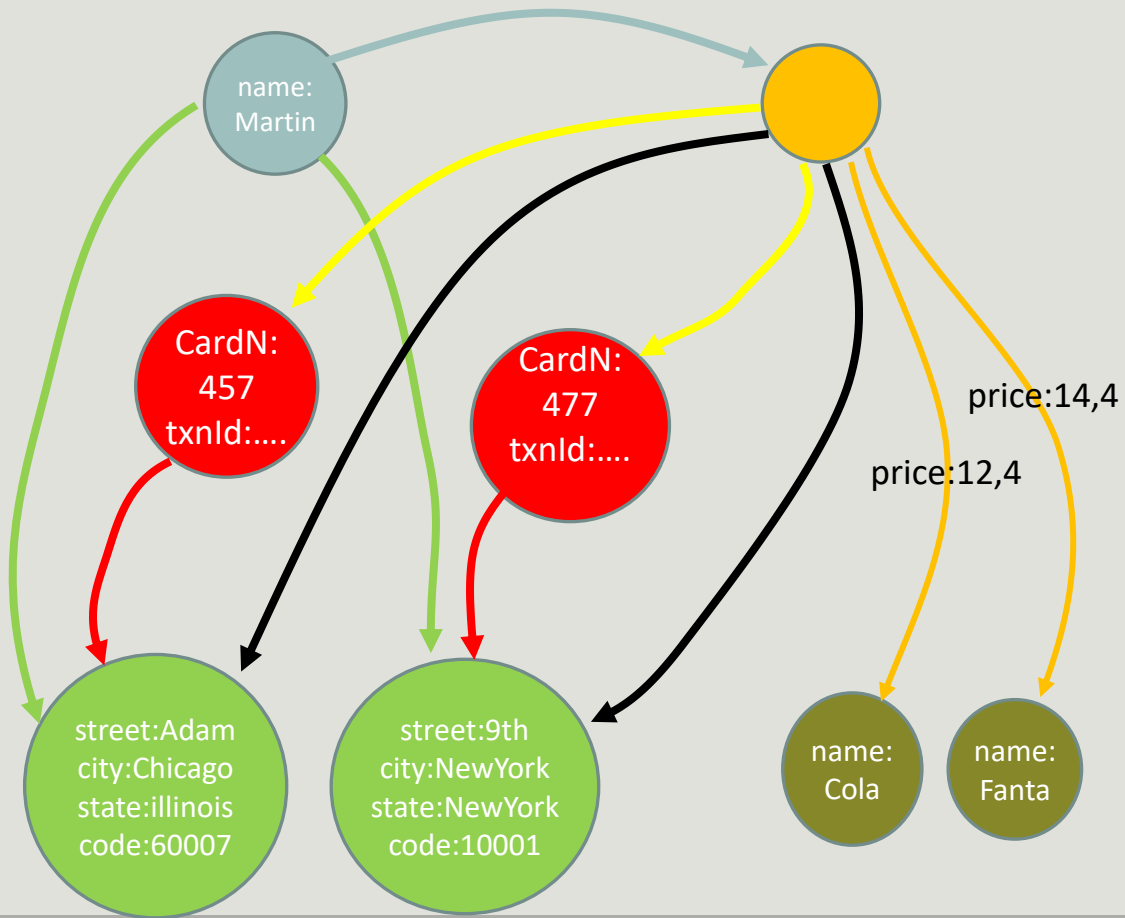 name:
Martin
CardN:
457
txnId:....
CardN:
477
txnId:....
price:14,4
price:12,4
street:Adam
city:Chicago
state:illinois
code:60007
street:9th
city:NewYork
state:NewYork
code:10001
name:
Cola
name:
Fanta